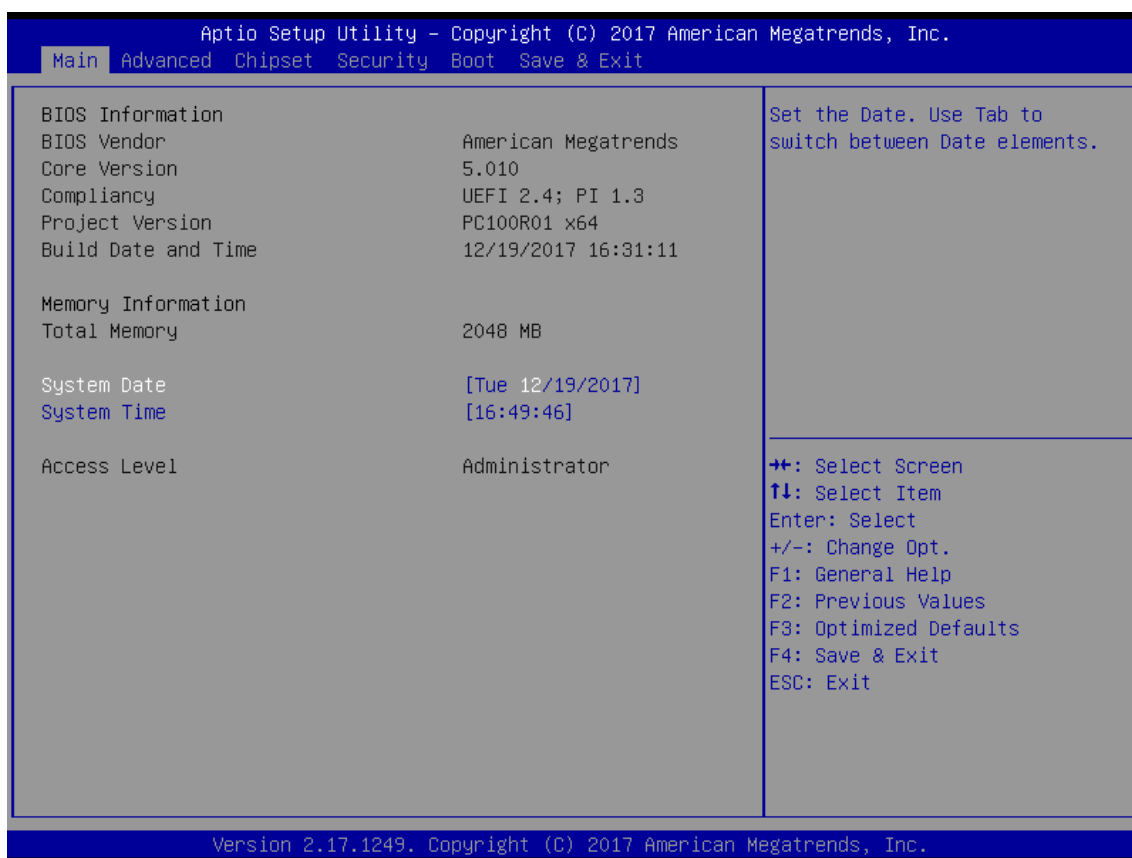 Aptio Setup Utility – Copyright (C) 2017 American Megatrends, Inc.
Main Advanced Chipset Security Boot Save & Exit
BIOS Information
BIOS Vendor American Megatrends
Core Version 5.010
Compliancy UEFI 2.4; PI 1.3
Project Version PC100R01 x64
Build Date and Time 12/19/2017 16:31:11
Memory Information
Total Memory 2048 MB
System Date [Tue 12/19/2017]
System Time [16:49:46]
Access Level Administrator
Set the Date. Use Tab to
switch between Date elements.
→←: Select Screen
↑↓: Select Item
Enter: Select
+/-: Change Opt.
F1: General Help
F2: Previous Values
F3: Optimized Defaults
F4: Save & Exit
ESC: Exit
Version 2.17.1249. Copyright (C) 2017 American Megatrends, Inc.